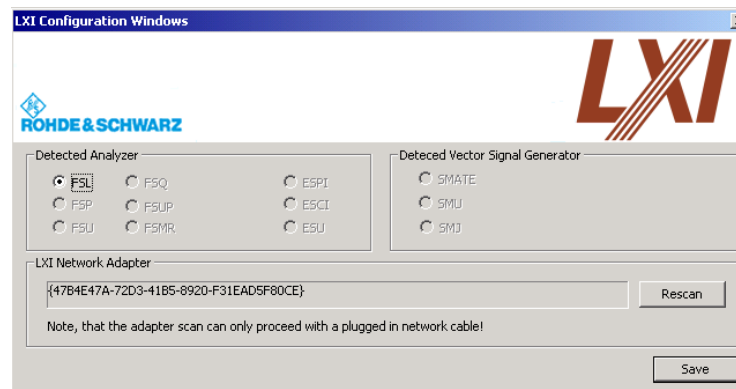 LXI Configuration Windows
LXI
ROHDE & SCHWARZ
Detected Analyzer
FSL FSQ ESPI
FSP FSUP ESCI
FSU FSMR ESU
Deteced Vector Signal Generator
SMATE
SMU
SMJ
LXI Network Adapter
{47B4E47A-72D3-41B5-8920-F31EAD5F80CE}
Rescan
Note, that the adapter scan can only proceed with a plugged in network cable!
Save